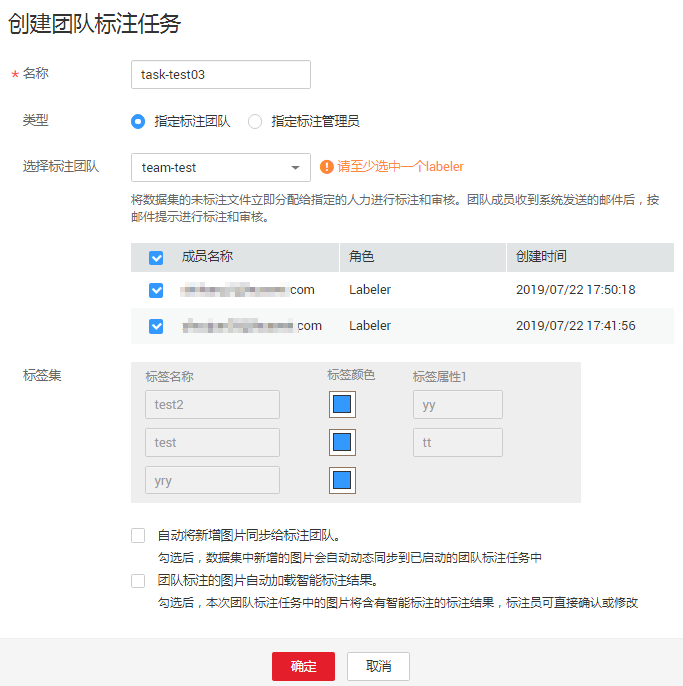 创建团队标注任务
* 名称 task-test03
类型 指定标注团队 指定标注管理员
选择标注团队 team-test 请至少选中一个labeler
将数据集的未标注文件立即分配给指定的人力进行标注和审核。团队成员收到系统发送的邮件后，按
邮件提示进行标注和审核。
成员名称 角色 创建时间
.com Labeler 2019/07/22 17:50:18
.com Labeler 2019/07/22 17:41:56
标签集 标签名称 标签颜色 标签属性1
test2 yy
test tt
yry
自动将新增图片同步给标注团队。
勾选后，数据集中新增的图片会自动动态同步到已启动的团队标注任务中
团队标注的图片自动加载智能标注结果。
勾选后，本次团队标注任务中的图片将含有智能标注的标注结果，标注员可直接确认或修改
确定 取消